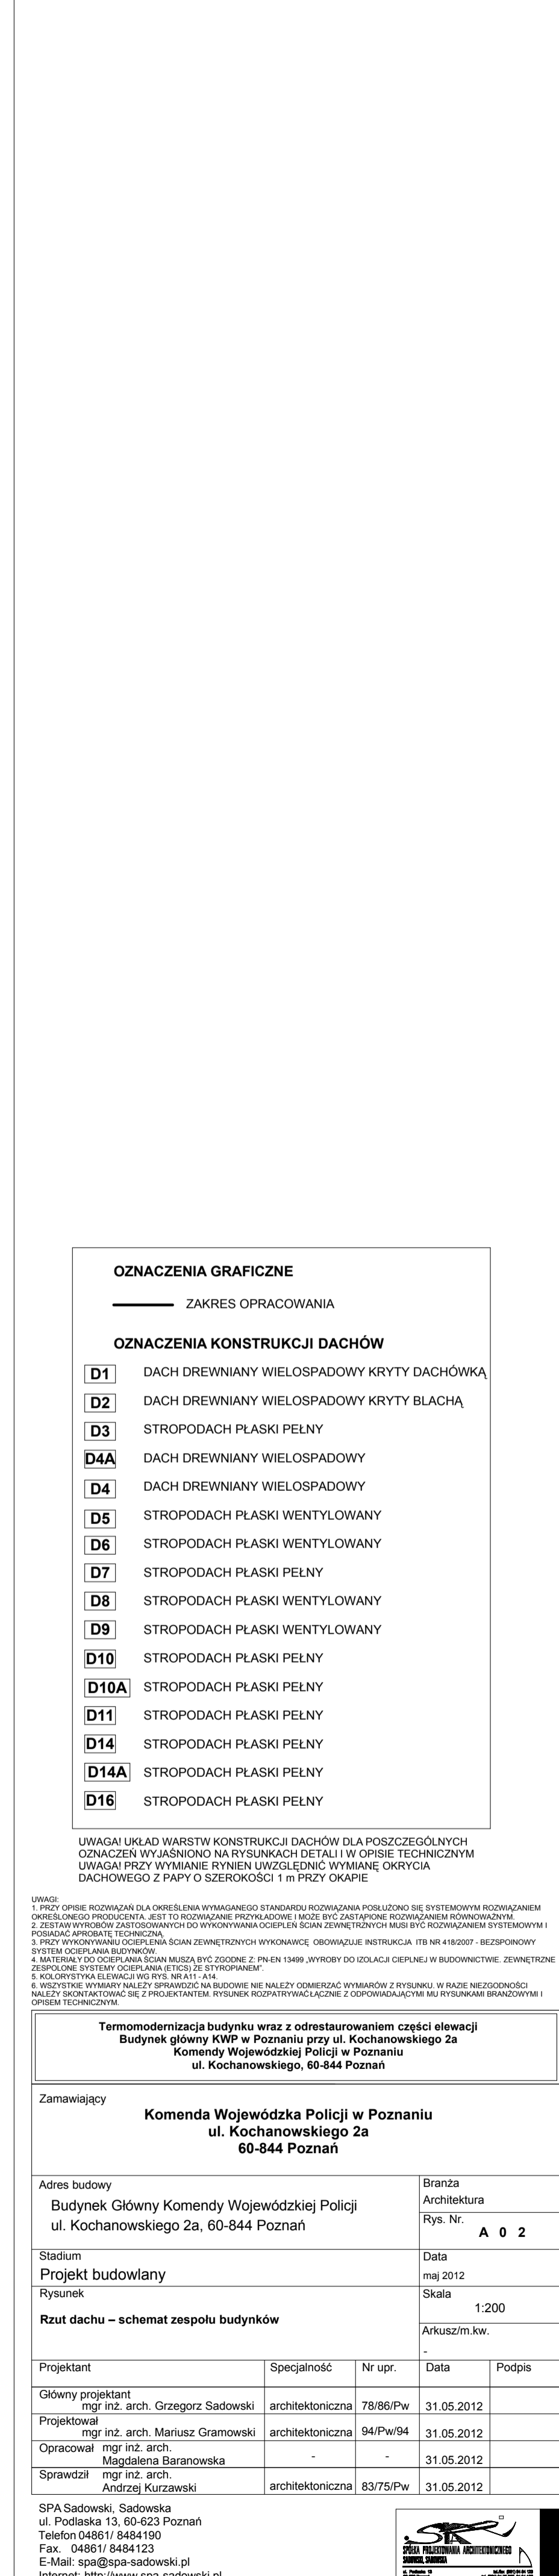 OZNACZENIA GRAFICZNE
ZAKRES OPRACOWANIA
OZNACZENIA KONSTRUKCJI DACHÓW
D1 DACH DREWNIANY WIELOSPADOWY KRYTY DACHÓWKĄ
D2 DACH DREWNIANY WIELOSPADOWY KRYTY BLACHĄ
D3 STROPODACH PŁASKI PEŁNY
D4A DACH DREWNIANY WIELOSPADOWY
D4 DACH DREWNIANY WIELOSPADOWY
D5 STROPODACH PŁASKI WENTYLOWANY
D6 STROPODACH PŁASKI WENTYLOWANY
D7 STROPODACH PŁASKI PEŁNY
D8 STROPODACH PŁASKI WENTYLOWANY
D9 STROPODACH PŁASKI WENTYLOWANY
D10 STROPODACH PŁASKI PEŁNY
D10A STROPODACH PŁASKI PEŁNY
D11 STROPODACH PŁASKI PEŁNY
D14 STROPODACH PŁASKI PEŁNY
D14A STROPODACH PŁASKI PEŁNY
D16 STROPODACH PŁASKI PEŁNY
UWAGA! UKŁAD WARSTW KONSTRUKCJI DACHÓW DLA POSZCZEGÓLNYCH
OZNACZEŃ WYJAŚNIONO NA RYSUNKACH DETALI I W OPISIE TECHNICZNYM
UWAGA! PRZY WYMIANIE RYNIEN UWZGLĘDNIĆ WYMIANĘ OKRYCIA
DACHOWEGO Z PAPY O SZEROKOŚCI 1 m PRZY OKAPIE
UWAGI:
1. PRZY OPISIE ROZWIĄZAŃ DLA OKREŚLENIA WYMAGANEGO STANDARDU ROZWIĄZANIA POSŁUŻONO SIĘ SYSTEMOWYM ROZWIĄZANIEM
OKREŚLONEGO PRODUCENTA. JEST TO ROZWIĄZANIE PRZYKŁADOWE I MOŻE BYĆ ZASTĄPIONE ROZWIĄZANIEM RÓWNOWAŻNYM.
2. ZESTAW WYROBÓW ZASTOSOWANYCH DO WYKONYWANIA OCIEPLEŃ ŚCIAN ZEWNĘTRZNYCH MUSI BYĆ ROZWIĄZANIEM SYSTEMOWYM I
POSIADAĆ APROBATĘ TECHNICZNĄ.
3. PRZY WYKONYWANIU OCIEPLENIA ŚCIAN ZEWNĘTRZNYCH WYKONAWCĘ OBOWIĄZUJE INSTRUKCJA ITB NR 418/2007 - BEZSPOINOWY
SYSTEM OCIEPLANIA BUDYNKÓW.
4. MATERIAŁY DO OCIEPLANIA ŚCIAN MUSZĄ BYĆ ZGODNE Z: PN-EN 13499 „WYROBY DO IZOLACJI CIEPLNEJ W BUDOWNICTWIE. ZEWNĘTRZNE
ZESPOLONE SYSTEMY OCIEPLANIA (ETICS) ZE STYROPIANEM”.
5. KOLORYSTYKA ELEWACJI WG RYS. NR A11 - A14.
6. WSZYSTKIE WYMIARY NALEŻY SPRAWDZIĆ NA BUDOWIE NIE NALEŻY ODMIERZAĆ WYMIARÓW Z RYSUNKU. W RAZIE NIEZGODNOŚCI
NALEŻY SKONTAKTOWAĆ SIĘ Z PROJEKTANTEM. RYSUNEK ROZPATRYWAĆ ŁĄCZNIE Z ODPOWIADAJĄCYMI MU RYSUNKAMI BRANŻOWYMI I
OPISEM TECHNICZNYM.
Termomodernizacja budynku wraz z odrestaurowaniem części elewacji
Budynek główny KWP w Poznaniu przy ul. Kochanowskiego 2a
Komendy Wojewódzkiej Policji w Poznaniu
ul. Kochanowskiego, 60-844 Poznań
Zamawiający
Komenda Wojewódzka Policji w Poznaniu
ul. Kochanowskiego 2a
60-844 Poznań
Adres budowy
Budynek Główny Komendy Wojewódzkiej Policji
ul. Kochanowskiego 2a, 60-844 Poznań
Branża
Architektura
Rys. Nr.
A 0 2
Stadium
Projekt budowlany
Data
maj 2012
Rysunek
Rzut dachu – schemat zespołu budynków
Skala
1:200
Arkusz/m.kw.
-
Projektant Specjalność Nr upr. Data Podpis
Główny projektant
mgr inż. arch. Grzegorz Sadowski architektoniczna 78/86/Pw 31.05.2012
Projektował
mgr inż. arch. Mariusz Gramowski architektoniczna 94/Pw/94 31.05.2012
Opracował mgr inż. arch.
Magdalena Baranowska - - 31.05.2012
Sprawdził mgr inż. arch.
Andrzej Kurzawski architektoniczna 83/75/Pw 31.05.2012
SPA Sadowski, Sadowska
ul. Podlaska 13, 60-623 Poznań
Telefon 04861/ 8484190
Fax. 04861/ 8484123
E-Mail: spa@spa-sadowski.pl
Internet: http://www.spa-sadowski.pl
SPA
SPÓŁKA PROJEKTOWANIA ARCHITEKTONICZNEGO
SADOWSKI, SADOWSKA